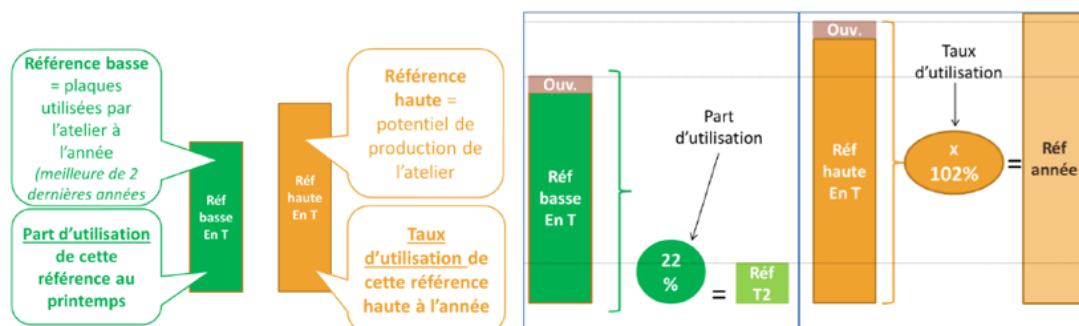 Référence basse
= plaques
utilisées par
l'atelier à
l'année
(meilleure de 2
dernières années
Part d'utilisation
de cette
référence au
printemps
Réf
basse
En T
Réf
haute
En T
Référence
haute =
potentiel de
production de
l'atelier
Taux
d'utilisation de
cette référence
haute à l'année
Ouv.
Réf
basse
En T
Part
d'utilisation
22
%
=
Réf
T2
Ouv.
Réf
haute
En T
Taux
d'utilisation
x
102%
=
Réf
année